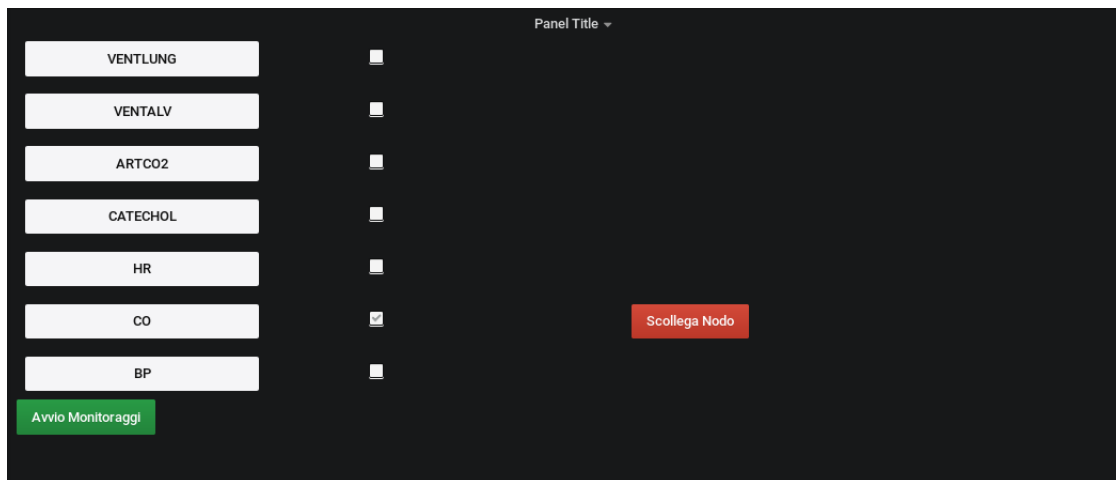 Panel Title
VENTLUNG
VENTALV
ARTCO2
CATECHOL
HR
CO
Scollega Nodo
BP
Avvio Monitoraggi